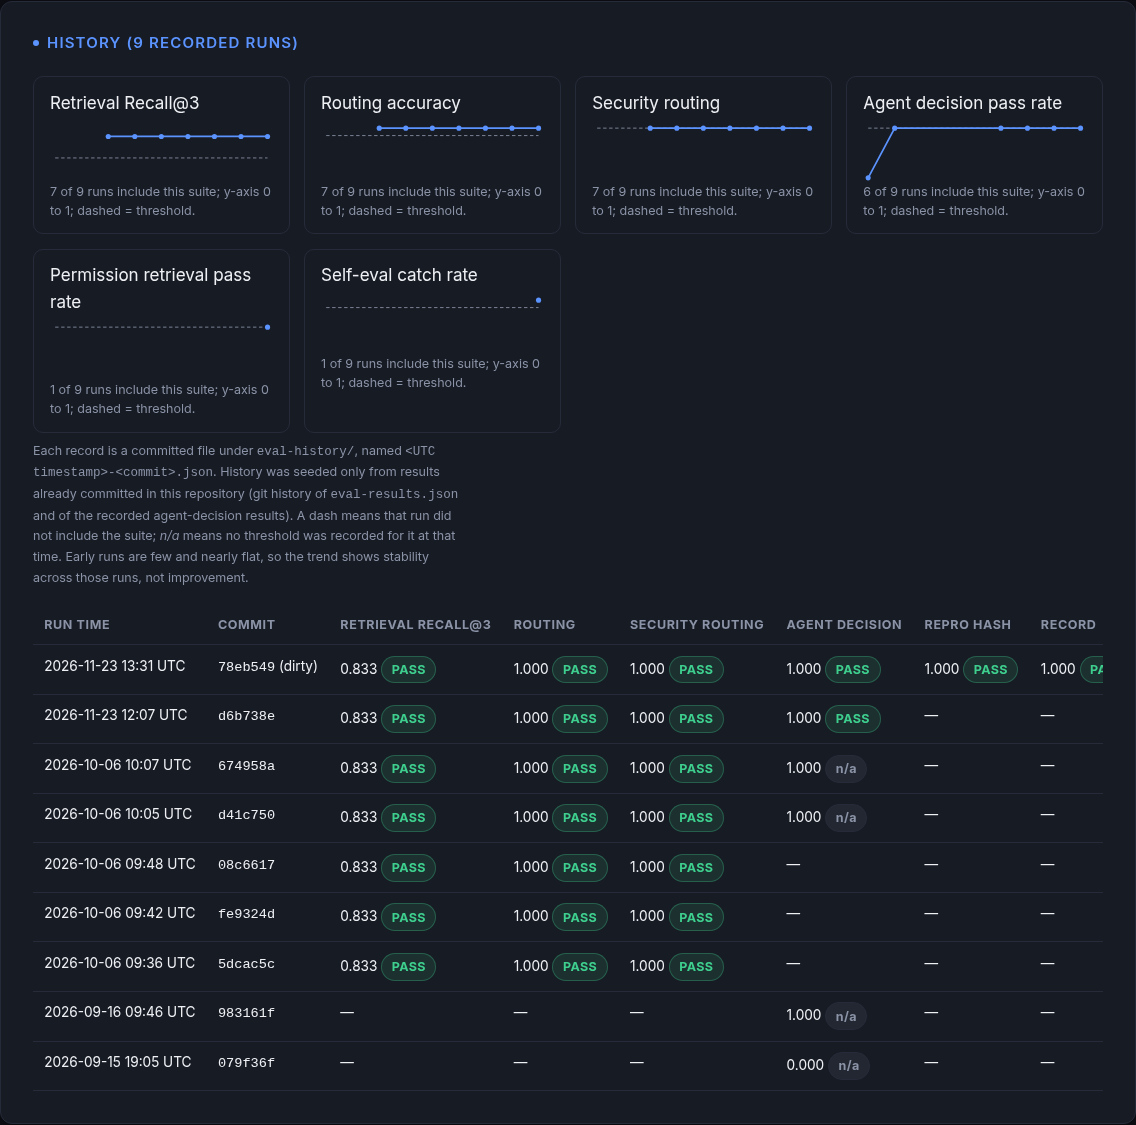 HISTORY (9 RECORDED RUNS)
Retrieval Recall@3
7 of 9 runs include this suite; y-axis 0
to 1; dashed = threshold.
Routing accuracy
7 of 9 runs include this suite; y-axis 0
to 1; dashed = threshold.
Security routing
7 of 9 runs include this suite; y-axis 0
to 1; dashed = threshold.
Agent decision pass rate
6 of 9 runs include this suite; y-axis 0
to 1; dashed = threshold.
Permission retrieval pass
rate
1 of 9 runs include this suite; y-axis 0
to 1; dashed = threshold.
Self-eval catch rate
1 of 9 runs include this suite; y-axis 0
to 1; dashed = threshold.
Each record is a committed file under eval-history/, named <UTC
timestamp>-<commit>.json. History was seeded only from results
already committed in this repository (git history of eval-results.json
and of the recorded agent-decision results). A dash means that run did
not include the suite; n/a means no threshold was recorded for it at that
time. Early runs are few and nearly flat, so the trend shows stability
across those runs, not improvement.
RUN TIME COMMIT RETRIEVAL RECALL@3 ROUTING SECURITY ROUTING AGENT DECISION REPRO HASH RECORD
2026-11-23 13:31 UTC 78eb549 (dirty) 0.833 PASS 1.000 PASS 1.000 PASS 1.000 PASS 1.000 PASS 1.000 PA
2026-11-23 12:07 UTC d6b738e 0.833 PASS 1.000 PASS 1.000 PASS 1.000 PASS — —
2026-10-06 10:07 UTC 674958a 0.833 PASS 1.000 PASS 1.000 PASS 1.000 n/a — —
2026-10-06 10:05 UTC d41c750 0.833 PASS 1.000 PASS 1.000 PASS 1.000 n/a — —
2026-10-06 09:48 UTC 08c6617 0.833 PASS 1.000 PASS 1.000 PASS — — —
2026-10-06 09:42 UTC fe9324d 0.833 PASS 1.000 PASS 1.000 PASS — — —
2026-10-06 09:36 UTC 5dcac5c 0.833 PASS 1.000 PASS 1.000 PASS — — —
2026-09-16 09:46 UTC 983161f — — — 1.000 n/a — —
2026-09-15 19:05 UTC 079f36f — — — 0.000 n/a — —